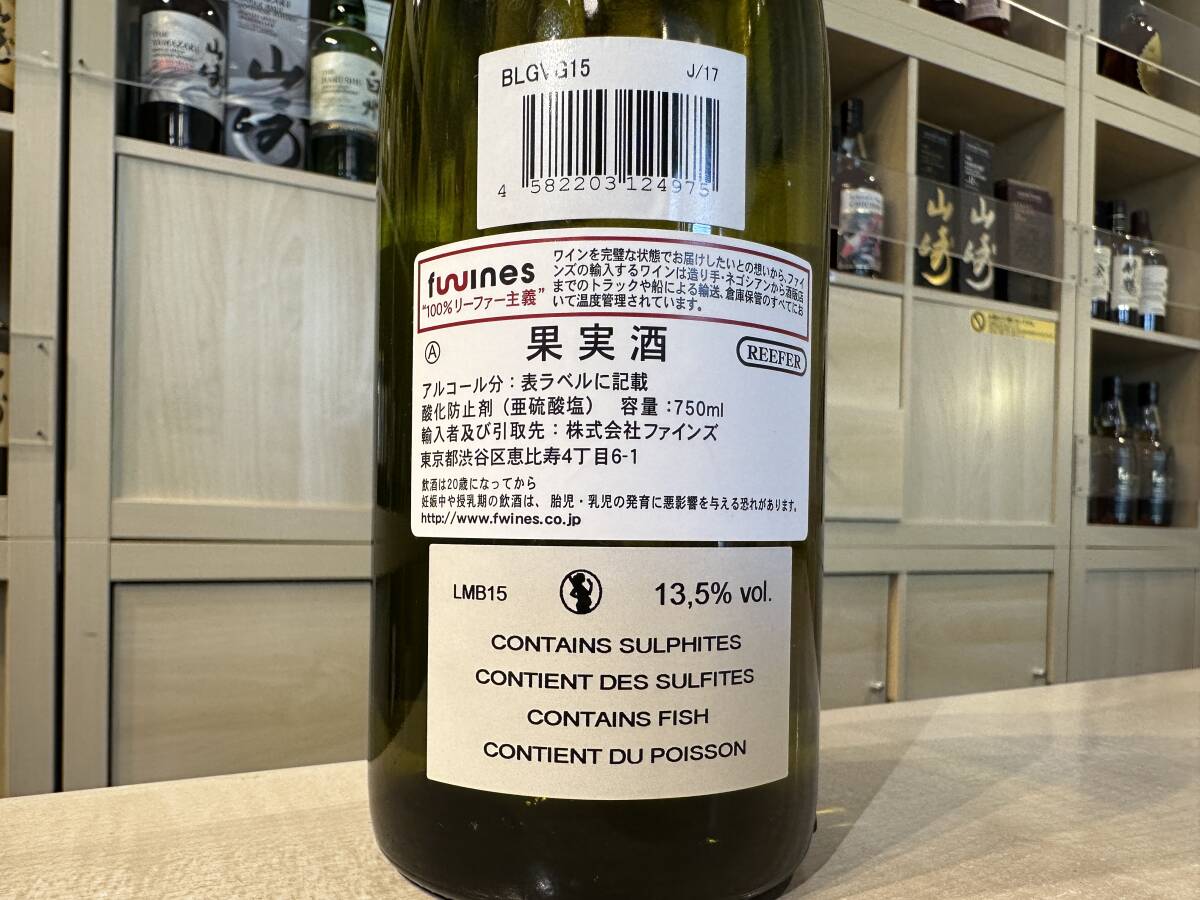 BLGVG15 J/17
4 582203 124975
fwines
"100%リーファー主義"
ワインを完璧な状態でお届けしたいとの想いから、ファイ
ンズの輸入するワインは造り手・ネゴシアンから酒販店
までのトラックや船による輸送、倉庫保管のすべてにお
いて温度管理されています。
A 果実酒 REEFER
アルコール分：表ラベルに記載
酸化防止剤（亜硫酸塩） 容量：750ml
輸入者及び引取先：株式会社ファインズ
東京都渋谷区恵比寿4丁目6-1
飲酒は20歳になってから
妊娠中や授乳期の飲酒は、胎児・乳児の発育に悪影響を与える恐れがあります。
http://www.fwines.co.jp
LMB15 13,5% vol.
CONTAINS SULPHITES
CONTIENT DES SULFITES
CONTAINS FISH
CONTIENT DU POISSON
山崎
山崎
白州
山崎
山崎